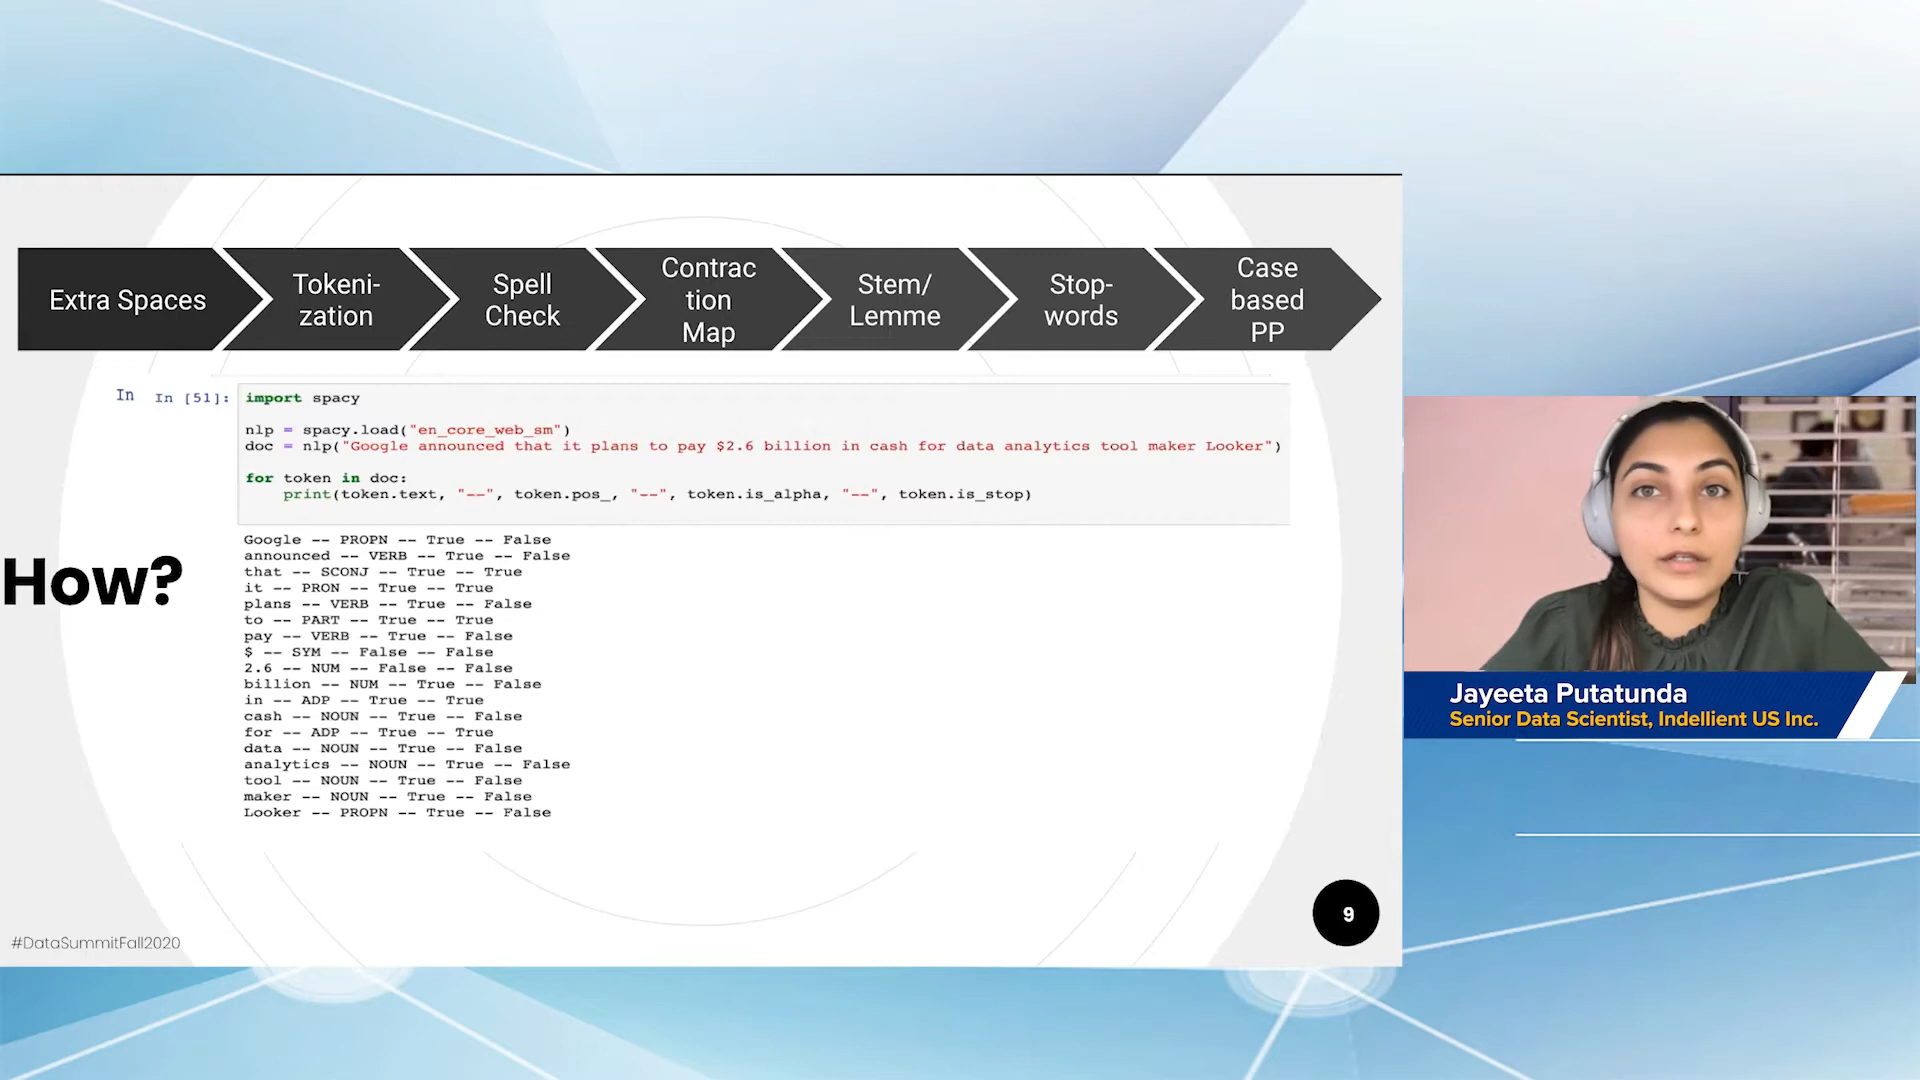 Extra Spaces
Tokeni-
zation
Spell
Check
Contrac
tion
Map
Stem/
Lemme
Stop-
words
Case
based
PP
In In [51]:
import spacy
nlp = spacy.load("en_core_web_sm")
doc = nlp("Google announced that it plans to pay $2.6 billion in cash for data analytics tool maker Looker")
for token in doc:
print(token.text, "--", token.pos_, "--", token.is_alpha, "--", token.is_stop)
Google -- PROPN -- True -- False
announced -- VERB -- True -- False
that -- SCONJ -- True -- True
it -- PRON -- True -- True
plans -- VERB -- True -- False
to -- PART -- True -- True
pay -- VERB -- True -- False
$ -- SYM -- False -- False
2.6 -- NUM -- False -- False
billion -- NUM -- True -- False
in -- ADP -- True -- True
cash -- NOUN -- True -- False
for -- ADP -- True -- True
data -- NOUN -- True -- False
analytics -- NOUN -- True -- False
tool -- NOUN -- True -- False
maker -- NOUN -- True -- False
Looker -- PROPN -- True -- False
How?
Jayeeta Putatunda
Senior Data Scientist, Indellient US Inc.
9
#DataSummitFall2020